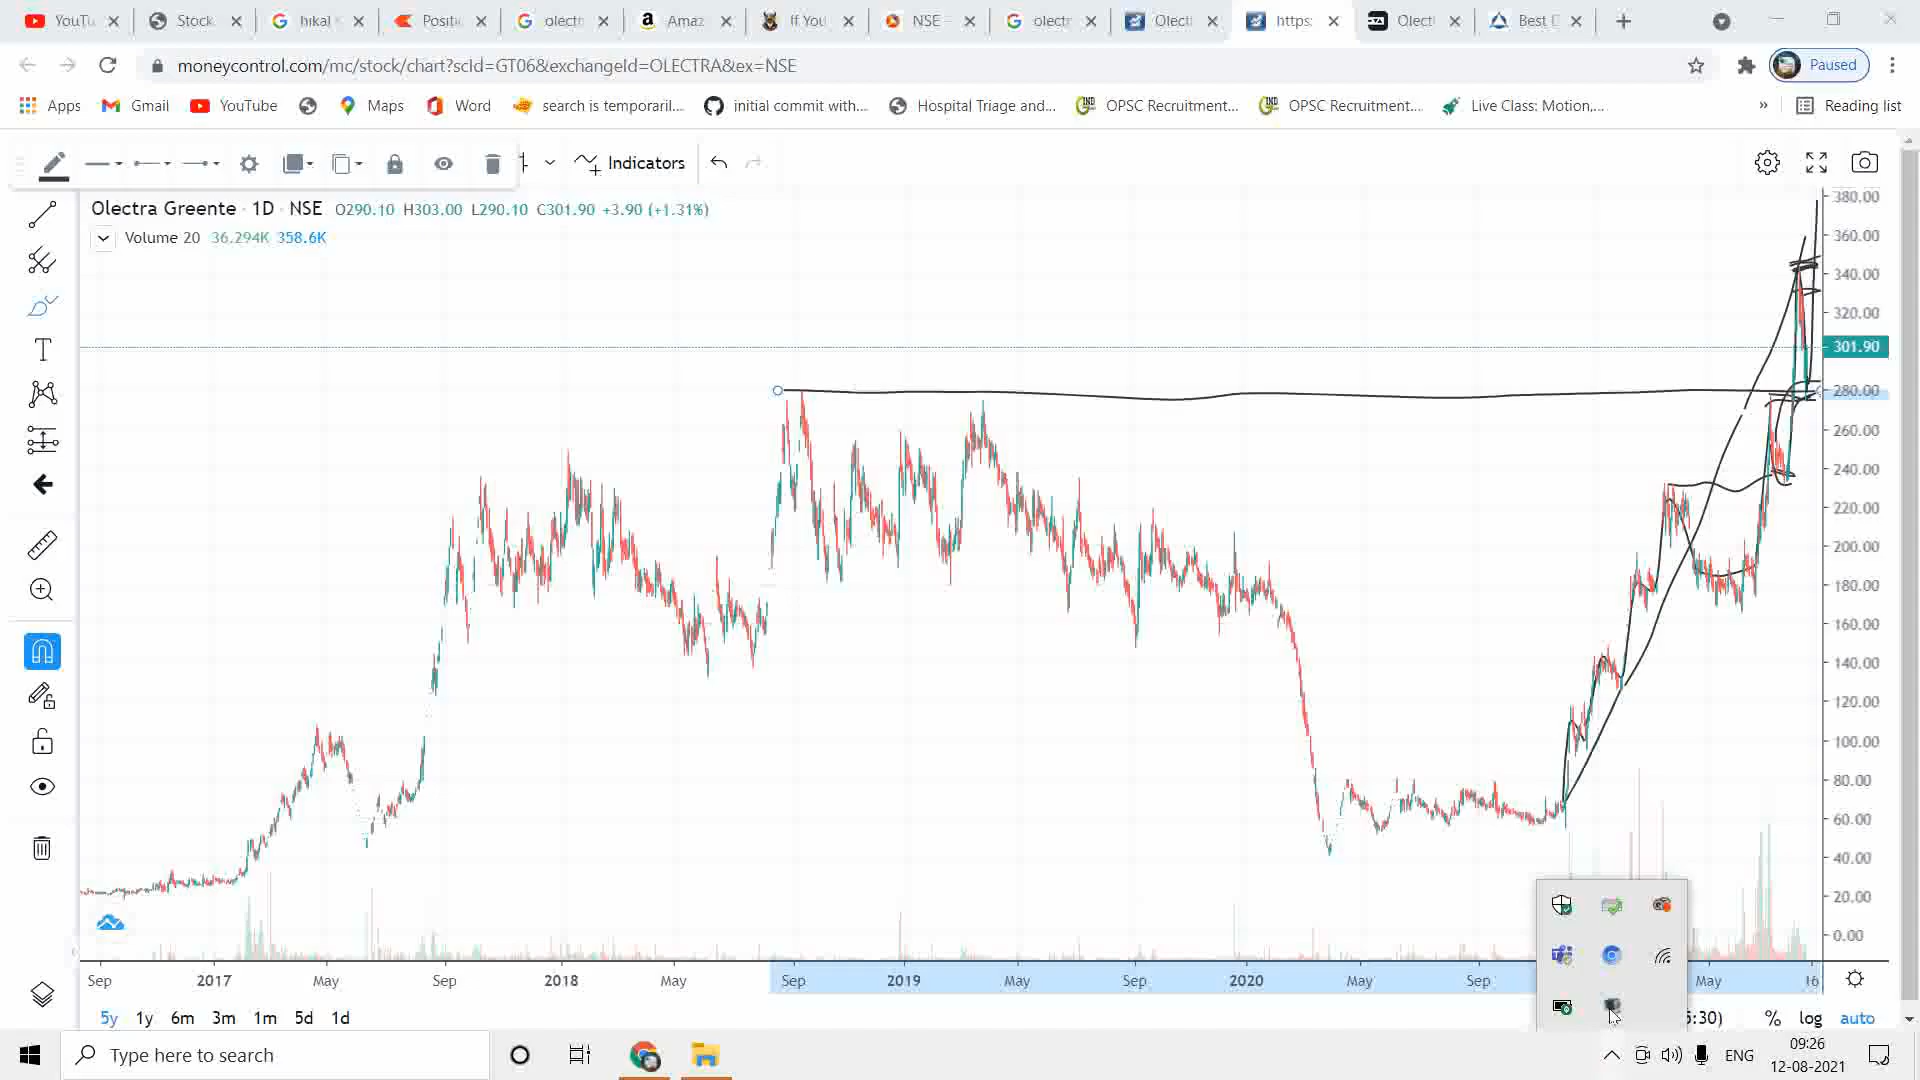 YouTu Stock hikal Positi olectr Amaz If You NSE - olectr Olectr https: Olectr Best D
moneycontrol.com/mc/stock/chart?scId=GT06&exchangeId=OLECTRA&ex=NSE Paused
Apps Gmail YouTube Maps Word search is temporaril... initial commit with... Hospital Triage and... OPSC Recruitment... OPSC Recruitment... Live Class: Motion,... » Reading list
Indicators
Olectra Greente · 1D · NSE O290.10 H303.00 L290.10 C301.90 +3.90 (+1.31%)
Volume 20 36.294K 358.6K
380.00
360.00
340.00
320.00
301.90
280.00
260.00
240.00
220.00
200.00
180.00
160.00
140.00
120.00
100.00
80.00
60.00
40.00
20.00
0.00
Sep 2017 May Sep 2018 May Sep 2019 May Sep 2020 May Sep May 16
5y 1y 6m 3m 1m 5d 1d 5:30) % log auto
Type here to search ENG 09:26
12-08-2021